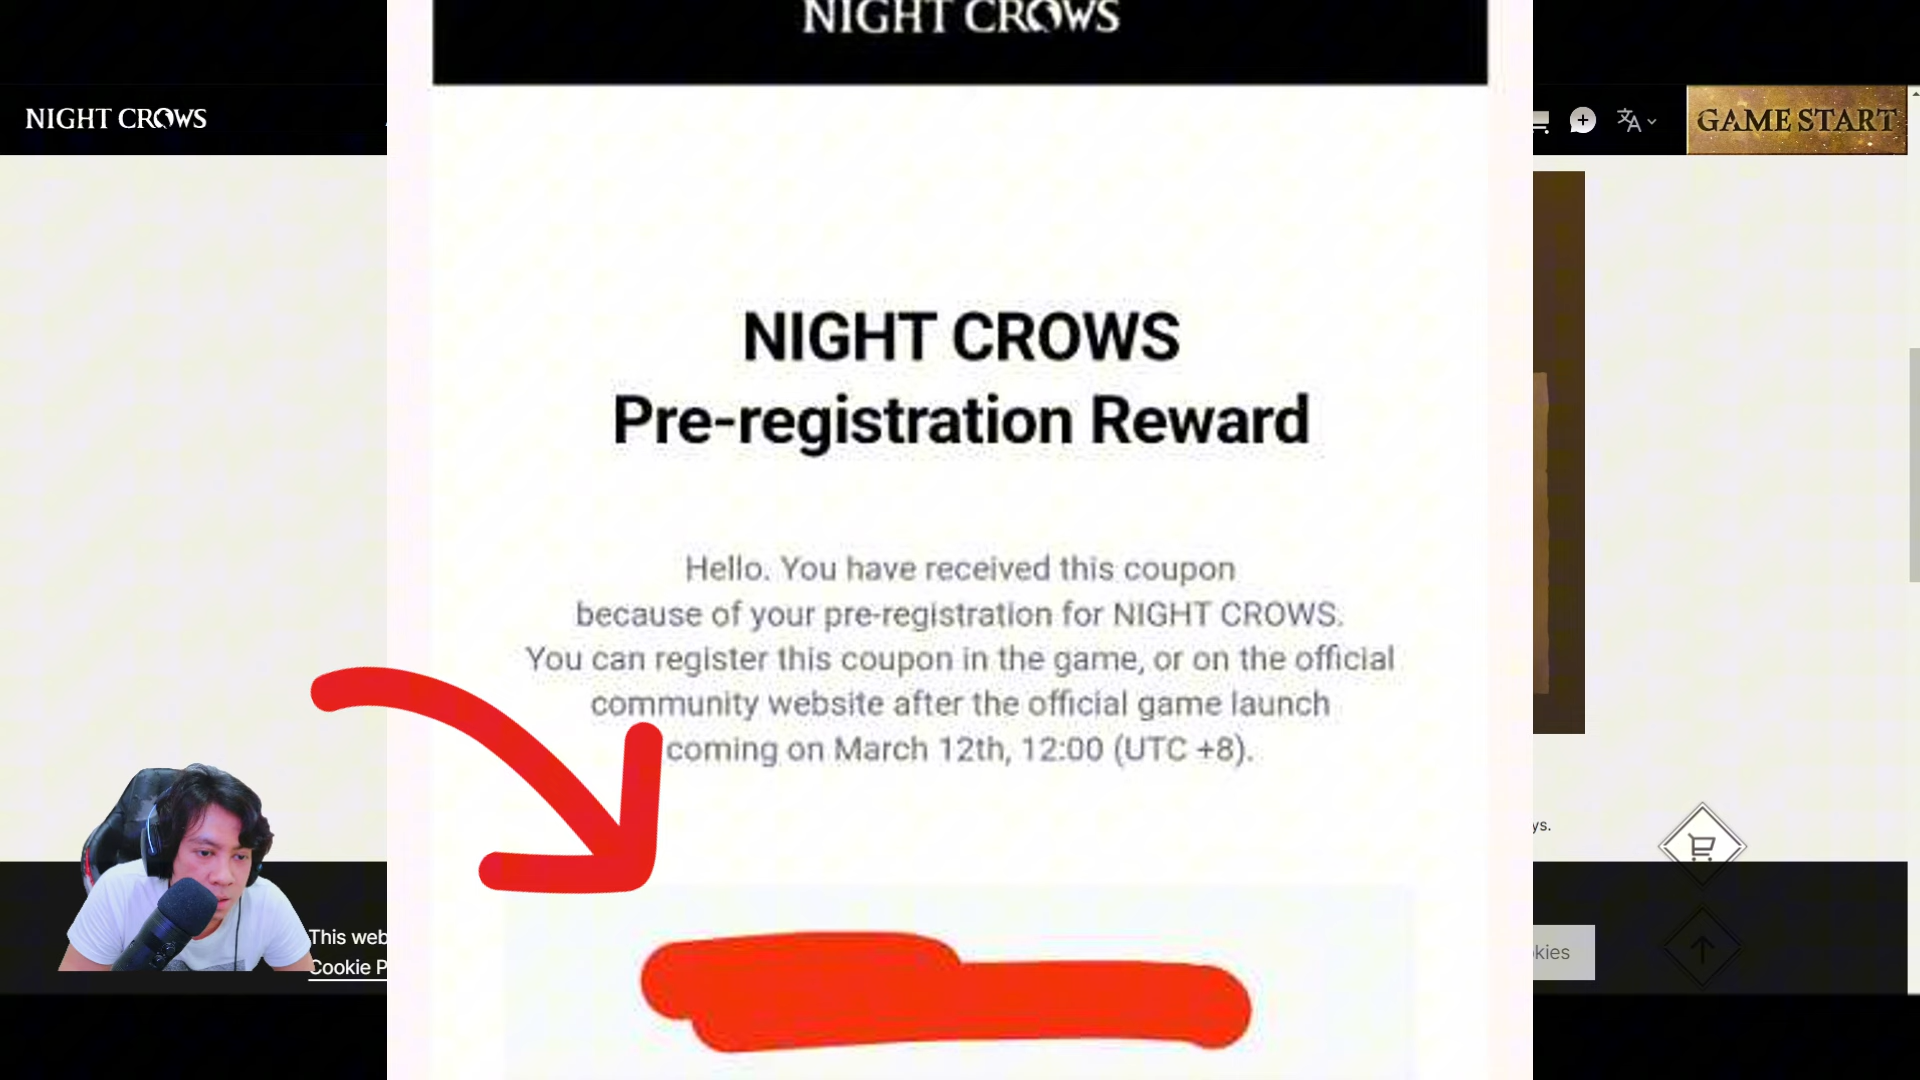 NIGHT CROWS
NIGHT CROWS
GAME START
NIGHT CROWS
Pre-registration Reward
Hello. You have received this coupon
because of your pre-registration for NIGHT CROWS.
You can register this coupon in the game, or on the official
community website after the official game launch
coming on March 12th, 12:00 (UTC +8).
ys.
This web
Cookie P
kies